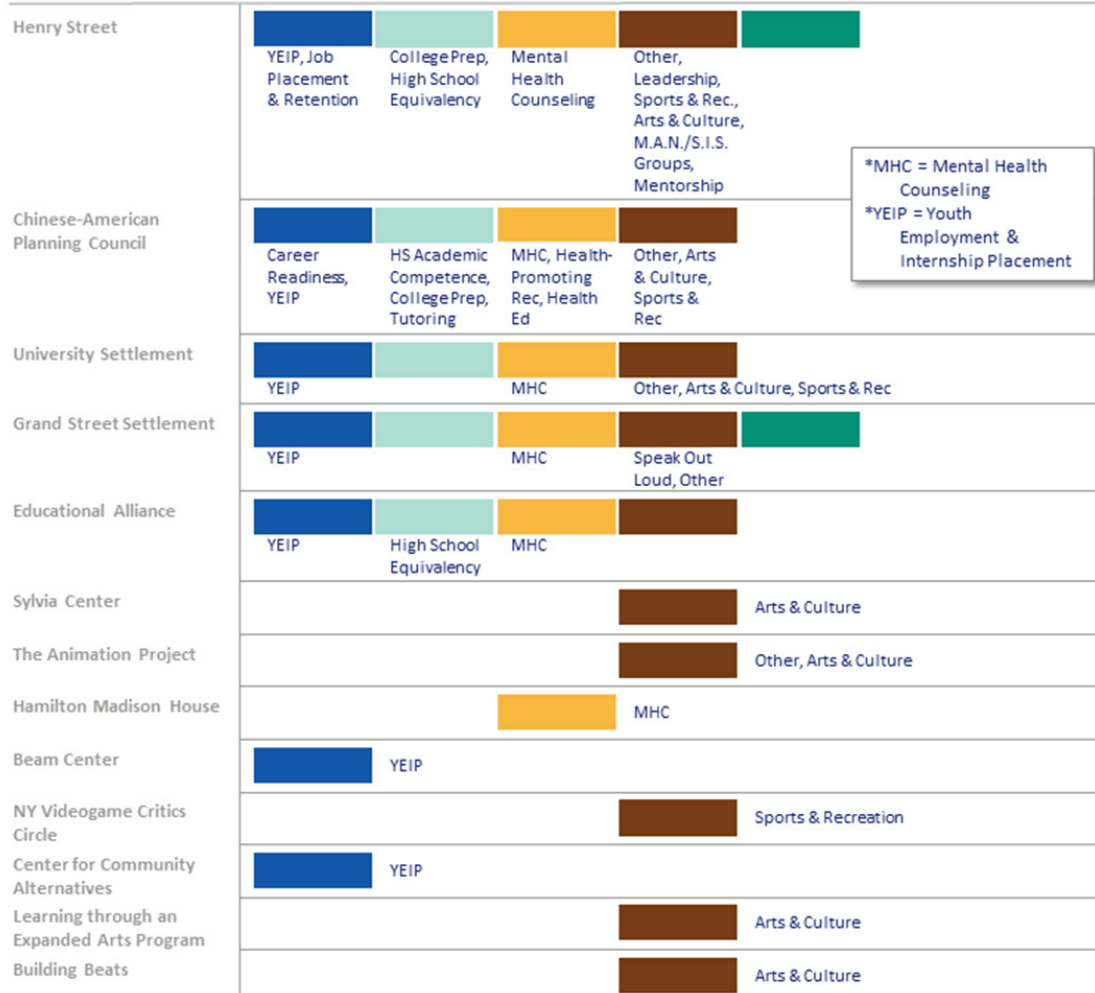 Henry Street
YEIP, Job
Placement
& Retention
College Prep,
High School
Equivalency
Mental
Health
Counseling
Other,
Leadership,
Sports & Rec.,
Arts & Culture,
M.A.N./S.I.S.
Groups,
Mentorship
*MHC = Mental Health
Counseling
*YEIP = Youth
Employment &
Internship Placement
Chinese-American
Planning Council
Career
Readiness,
YEIP
HS Academic
Competence,
College Prep,
Tutoring
MHC, Health-
Promoting
Rec, Health
Ed
Other, Arts
& Culture,
Sports &
Rec
University Settlement
YEIP
MHC
Other, Arts & Culture, Sports & Rec
Grand Street Settlement
YEIP
MHC
Speak Out
Loud, Other
Educational Alliance
YEIP
High School
Equivalency
MHC
Sylvia Center
Arts & Culture
The Animation Project
Other, Arts & Culture
Hamilton Madison House
MHC
Beam Center
YEIP
NY Videogame Critics
Circle
Sports & Recreation
Center for Community
Alternatives
YEIP
Learning through an
Expanded Arts Program
Arts & Culture
Building Beats
Arts & Culture